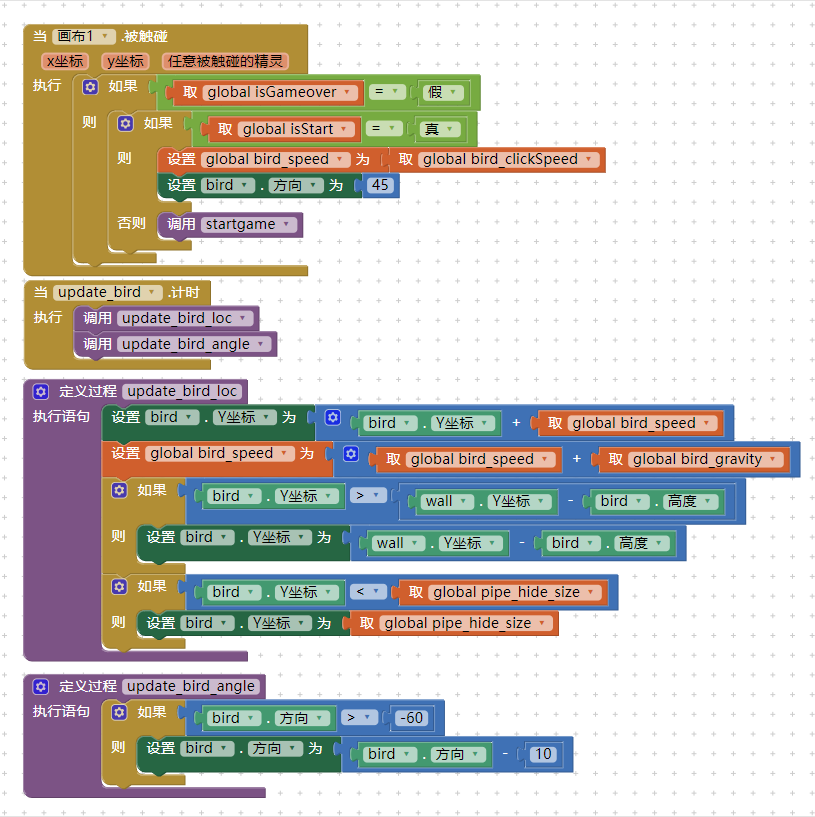 当 画布1 .被触碰
x坐标 y坐标 任意被触碰的精灵
执行 如果 取 global isGameover = 假
则 如果 取 global isStart = 真
则 设置 global bird_speed 为 取 global bird_clickSpeed
设置 bird . 方向 为 45
否则 调用 startgame
当 update_bird .计时
执行 调用 update_bird_loc
调用 update_bird_angle
定义过程 update_bird_loc
执行语句 设置 bird . Y坐标 为 bird . Y坐标 + 取 global bird_speed
设置 global bird_speed 为 取 global bird_speed + 取 global bird_gravity
如果 bird . Y坐标 > wall . Y坐标 - bird . 高度
则 设置 bird . Y坐标 为 wall . Y坐标 - bird . 高度
如果 bird . Y坐标 < 取 global pipe_hide_size
则 设置 bird . Y坐标 为 取 global pipe_hide_size
定义过程 update_bird_angle
执行语句 如果 bird . 方向 > -60
则 设置 bird . 方向 为 bird . 方向 - 10